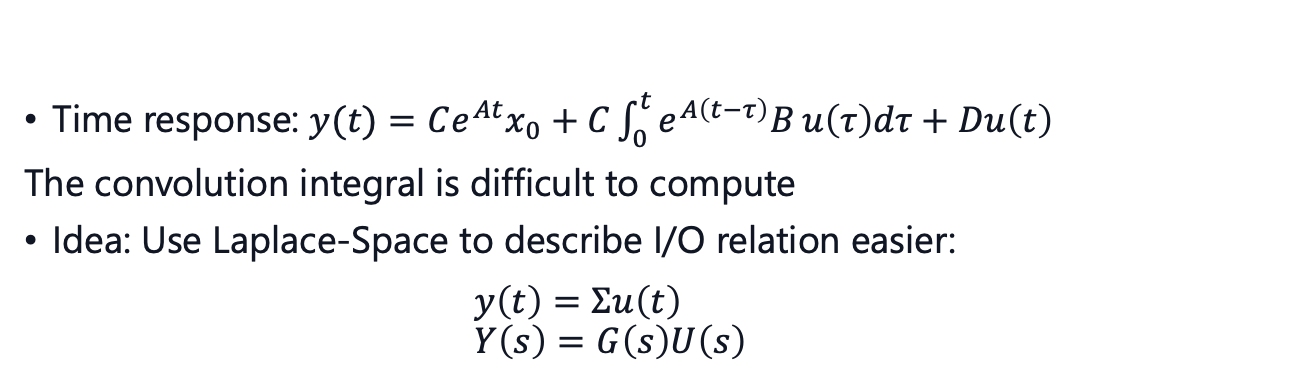 • Time response: y(t) = Ce^{At}x_0 + C ∫_0^t e^{A(t−τ)} B u(τ)dτ + Du(t)
The convolution integral is difficult to compute
• Idea: Use Laplace-Space to describe I/O relation easier:
y(t) = Σu(t)
Y(s) = G(s)U(s)